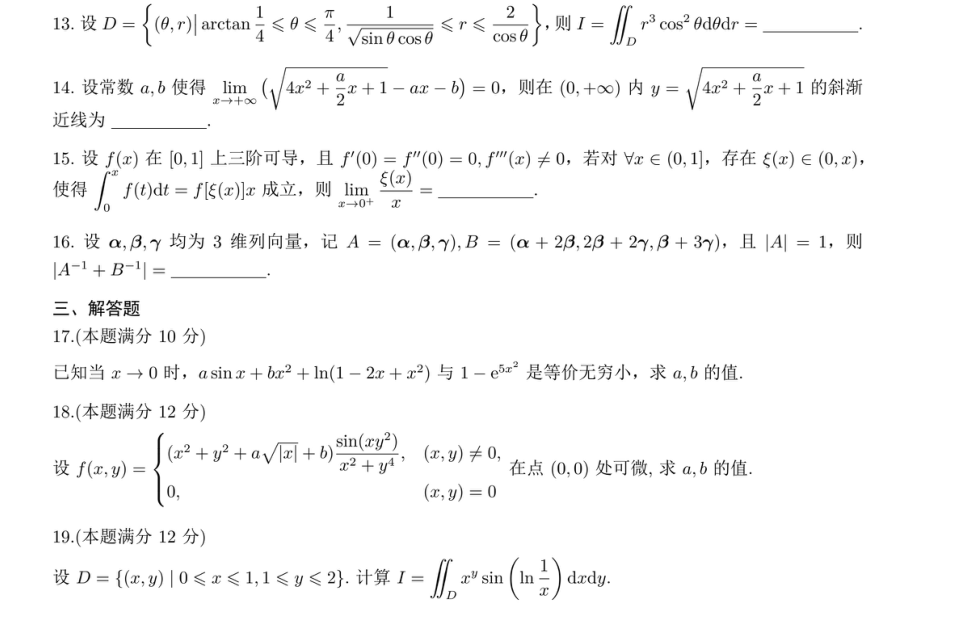 13. 设 D = {(θ, r)| arctan 1/4 ⩽ θ ⩽ π/4, 1/√(sin θ cos θ) ⩽ r ⩽ 2/cos θ}, 则 I = ∬_D r³ cos² θdθdr = ________.
14. 设常数 a, b 使得 lim_{x→+∞} (√(4x² + (a/2)x + 1) − ax − b) = 0，则在 (0, +∞) 内 y = √(4x² + (a/2)x + 1) 的斜渐
近线为 ________.
15. 设 f(x) 在 [0, 1] 上三阶可导，且 f′(0) = f″(0) = 0, f‴(x) ≠ 0，若对 ∀x ∈ (0, 1]，存在 ξ(x) ∈ (0, x)，
使得 ∫_0^x f(t)dt = f[ξ(x)]x 成立，则 lim_{x→0+} ξ(x)/x = ________.
16. 设 α, β, γ 均为 3 维列向量，记 A = (α, β, γ), B = (α + 2β, 2β + 2γ, β + 3γ)，且 |A| = 1，则
|A⁻¹ + B⁻¹| = ________.
三、解答题
17.(本题满分 10 分)
已知当 x → 0 时，a sin x + bx² + ln(1 − 2x + x²) 与 1 − e^{5x²} 是等价无穷小，求 a, b 的值.
18.(本题满分 12 分)
设 f(x, y) = { (x² + y² + a√|x| + b) sin(xy²)/(x² + y⁴), (x, y) ≠ 0, 0, (x, y) = 0 在点 (0, 0) 处可微, 求 a, b 的值.
19.(本题满分 12 分)
设 D = {(x, y) | 0 ⩽ x ⩽ 1, 1 ⩽ y ⩽ 2}. 计算 I = ∬_D x^y sin (ln 1/x) dxdy.